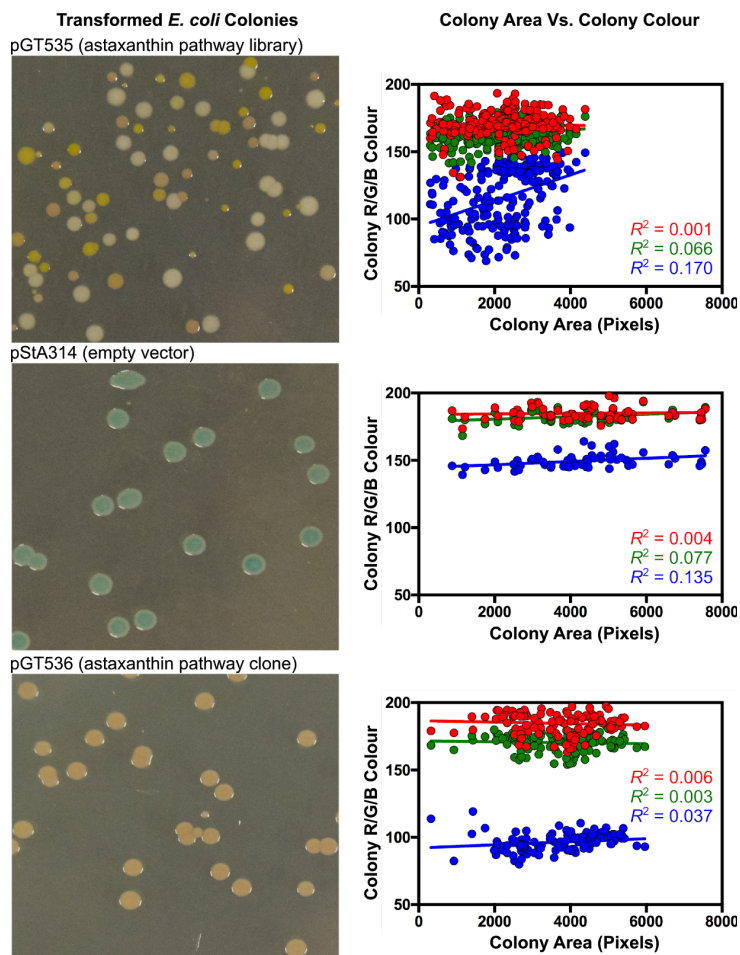 Transformed E. coli Colonies
Colony Area Vs. Colony Colour
pGT535 (astaxanthin pathway library)
200
150
100
50
Colony R/G/B Colour
R² = 0.001
R² = 0.066
R² = 0.170
0 2000 4000 6000 8000
Colony Area (Pixels)
pStA314 (empty vector)
200
150
100
50
Colony R/G/B Colour
R² = 0.004
R² = 0.077
R² = 0.135
0 2000 4000 6000 8000
Colony Area (Pixels)
pGT536 (astaxanthin pathway clone)
200
150
100
50
Colony R/G/B Colour
R² = 0.006
R² = 0.003
R² = 0.037
0 2000 4000 6000 8000
Colony Area (Pixels)